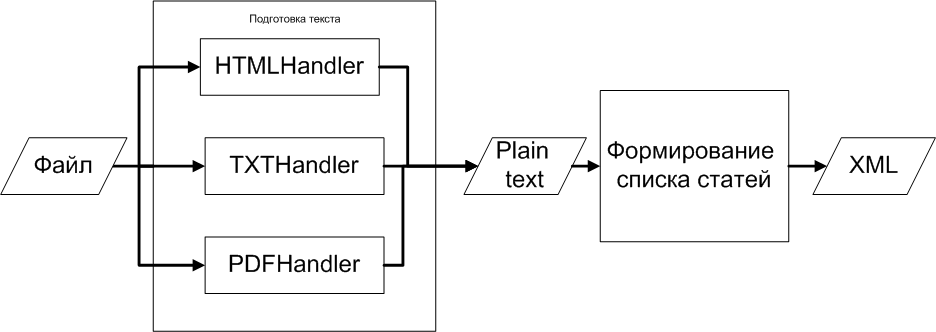 Подготовка текста
HTMLHandler
Файл
TXTHandler
PDFHandler
Plain
text
Формирование
списка статей
XML